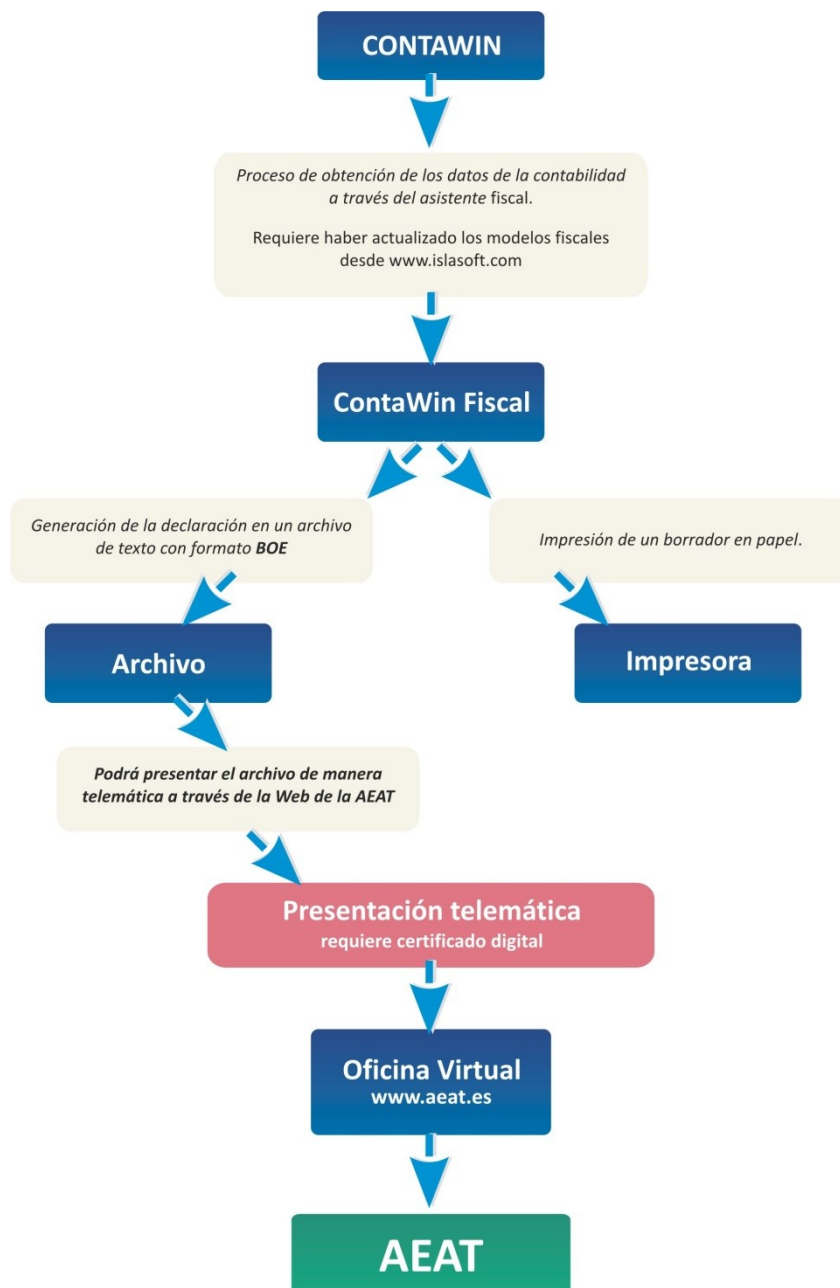 CONTAWIN
Proceso de obtención de los datos de la contabilidad
a través del asistente fiscal.
Requiere haber actualizado los modelos fiscales
desde www.islasoft.com
ContaWin Fiscal
Generación de la declaración en un archivo
de texto con formato BOE
Impresión de un borrador en papel.
Archivo
Impresora
Podrá presentar el archivo de manera
telemática a través de la Web de la AEAT
Presentación telemática
requiere certificado digital
Oficina Virtual
www.aeat.es
AEAT